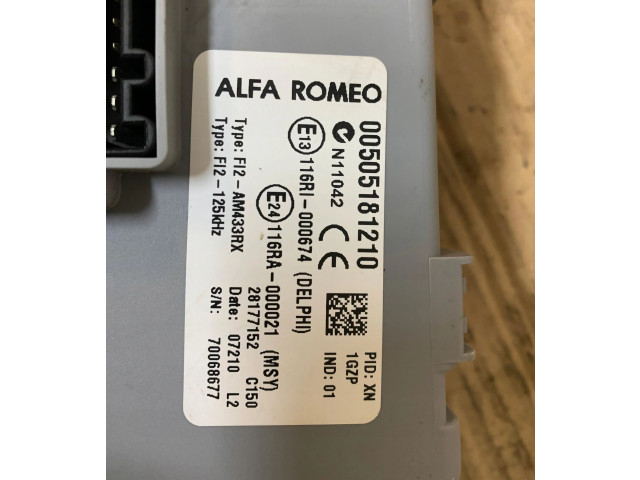 ALFA ROMEO
00505181210
N11042
PID: XN
1GZP
IND: 01
E13 116RI-000674 (DELPHI)
E24 116RA-000021 (MSY)
28177152 C150
Type: FI2-AM433RX Date: 07210 L2
Type: FI2-125kHz S/N: 70068677